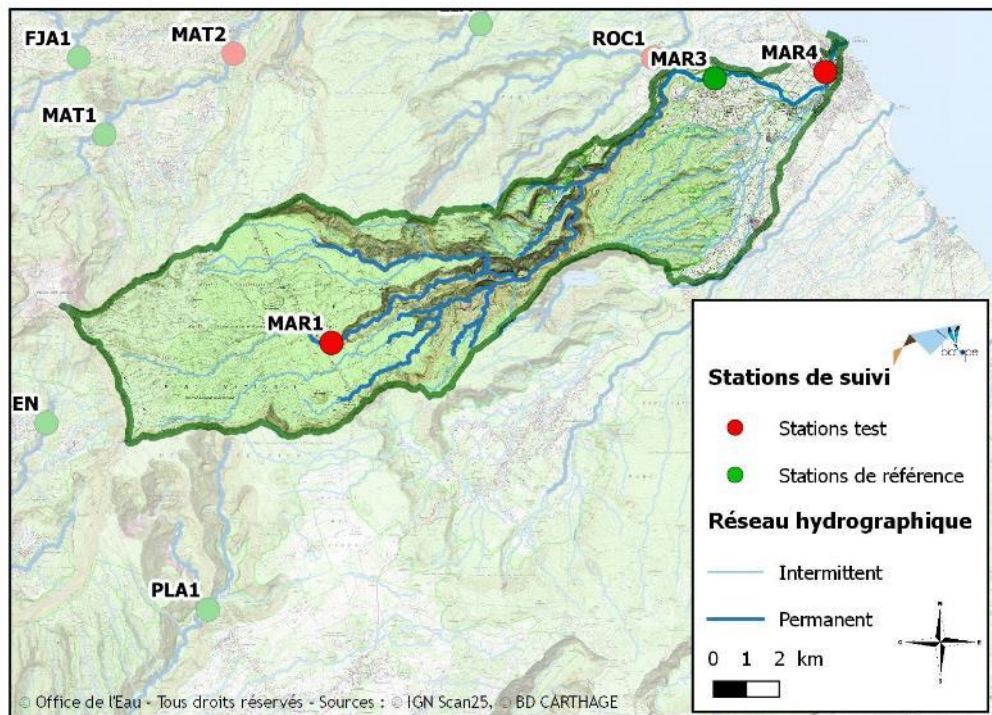 FJA1
MAT2
ROC1
MAR3
MAR4
MAT1
MAR1
EN
PLA1
Stations de suivi
Stations test
Stations de référence
Réseau hydrographique
Intermittent
Permanent
0 1 2 km
© Office de l'Eau - Tous droits réservés - Sources : © IGN Scan25, © BD CARTHAGE